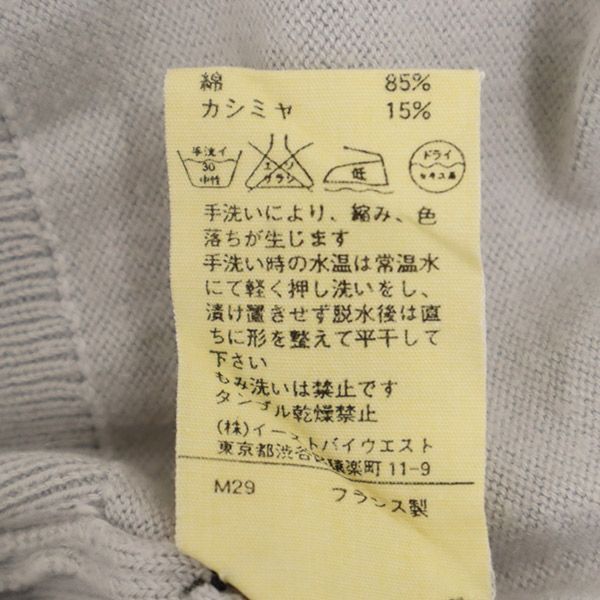 綿 85%
カシミヤ 15%
手洗イ 30 中性
エンソ サラシ
低
ドライ セキユ系
手洗いにより、縮み、色
落ちが生じます
手洗い時の水温は常温水
にて軽く押し洗いをし、
漬け置きせず脱水後は直
ちに形を整えて平干して
下さい
もみ洗いは禁止です
タンブル乾燥禁止
(株)イーストバイウエスト
東京都渋谷区猿楽町 11-9
M29 フランス製